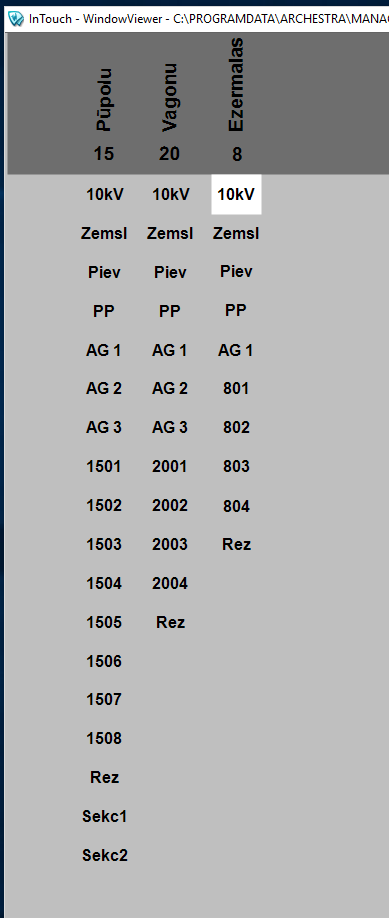 InTouch - WindowViewer - C:\PROGRAMDATA\ARCHESTRA\MANA
Pūpolu Vagonu Ezermalas
15 20 8
10kV 10kV 10kV
Zemsl Zemsl Zemsl
Piev Piev Piev
PP PP PP
AG 1 AG 1 AG 1
AG 2 AG 2 801
AG 3 AG 3 802
1501 2001 803
1502 2002 804
1503 2003 Rez
1504 2004
1505 Rez
1506
1507
1508
Rez
Sekc1
Sekc2